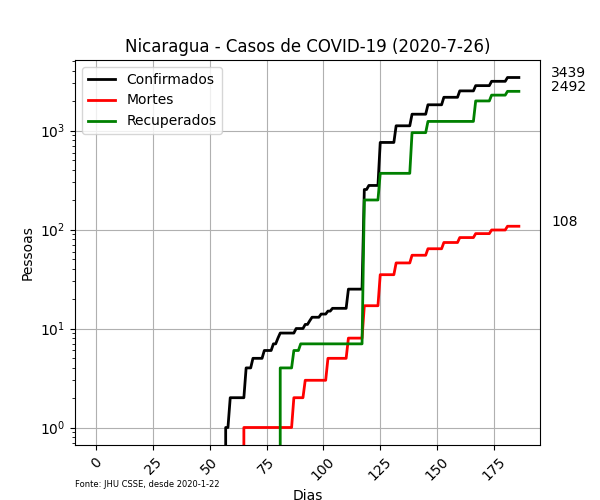 Nicaragua - Casos de COVID-19 (2020-7-26)
Confirmados
Mortes
Recuperados
3439
2492
108
10³
10²
10¹
10⁰
Pessoas
0 25 50 75 100 125 150 175
Fonte: JHU CSSE, desde 2020-1-22
Dias